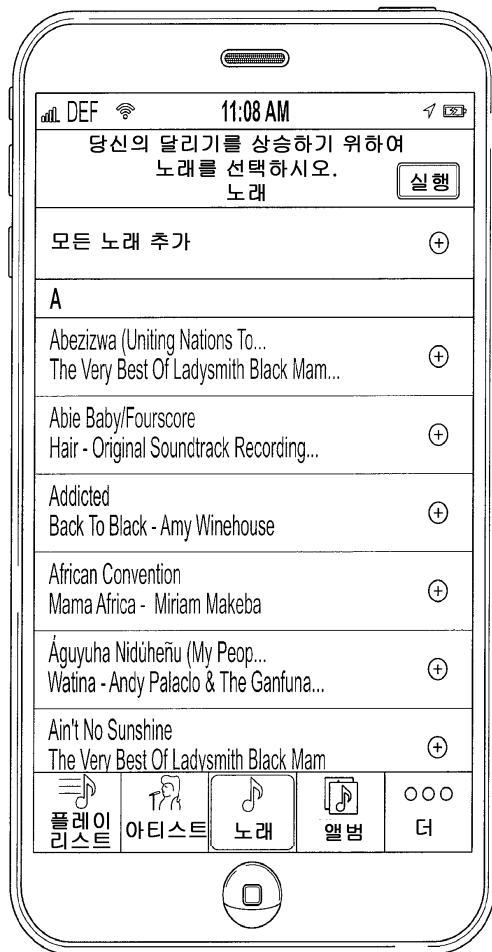 DEF 11:08 AM
당신의 달리기를 상승하기 위하여
노래를 선택하시오.
노래
실행
모든 노래 추가
A
Abezizwa (Uniting Nations To...
The Very Best Of Ladysmith Black Mam...
Abie Baby/Fourscore
Hair - Original Soundtrack Recording...
Addicted
Back To Black - Amy Winehouse
African Convention
Mama Africa - Miriam Makeba
Águyuha Nidúheñu (My Peop...
Watina - Andy Palaclo & The Ganfuna...
Ain't No Sunshine
The Very Best Of Ladysmith Black Mam
플레이
리스트
아티스트
노래
앨범
더